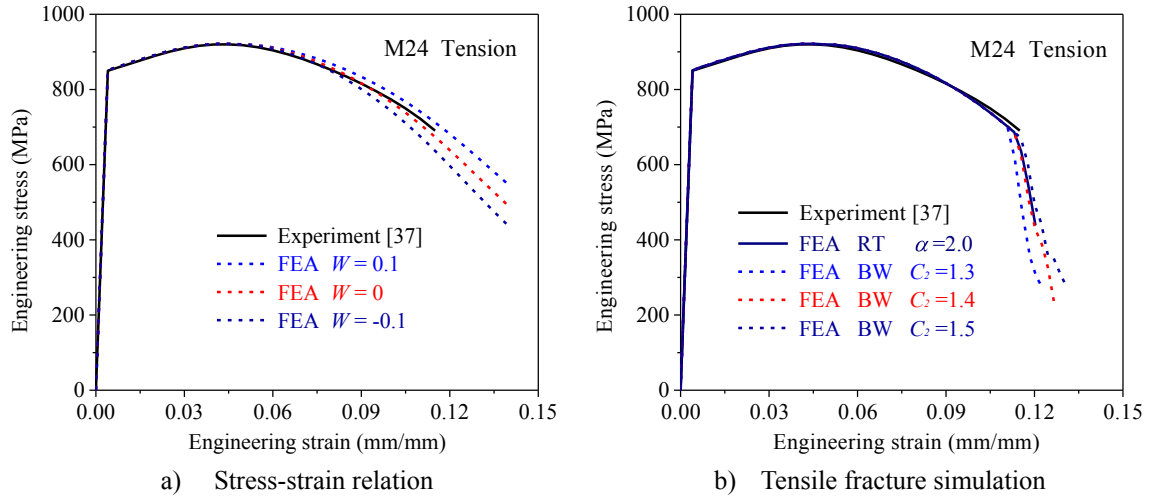 1000
800
600
400
200
0
0.00 0.03 0.06 0.09 0.12 0.15
Engineering stress (MPa)
Engineering strain (mm/mm)
M24 Tension
Experiment [37]
FEA W = 0.1
FEA W = 0
FEA W = -0.1
a) Stress-strain relation
1000
800
600
400
200
0
0.00 0.03 0.06 0.09 0.12 0.15
Engineering stress (MPa)
Engineering strain (mm/mm)
M24 Tension
Experiment [37]
FEA RT α=2.0
FEA BW C₂=1.3
FEA BW C₂=1.4
FEA BW C₂=1.5
b) Tensile fracture simulation